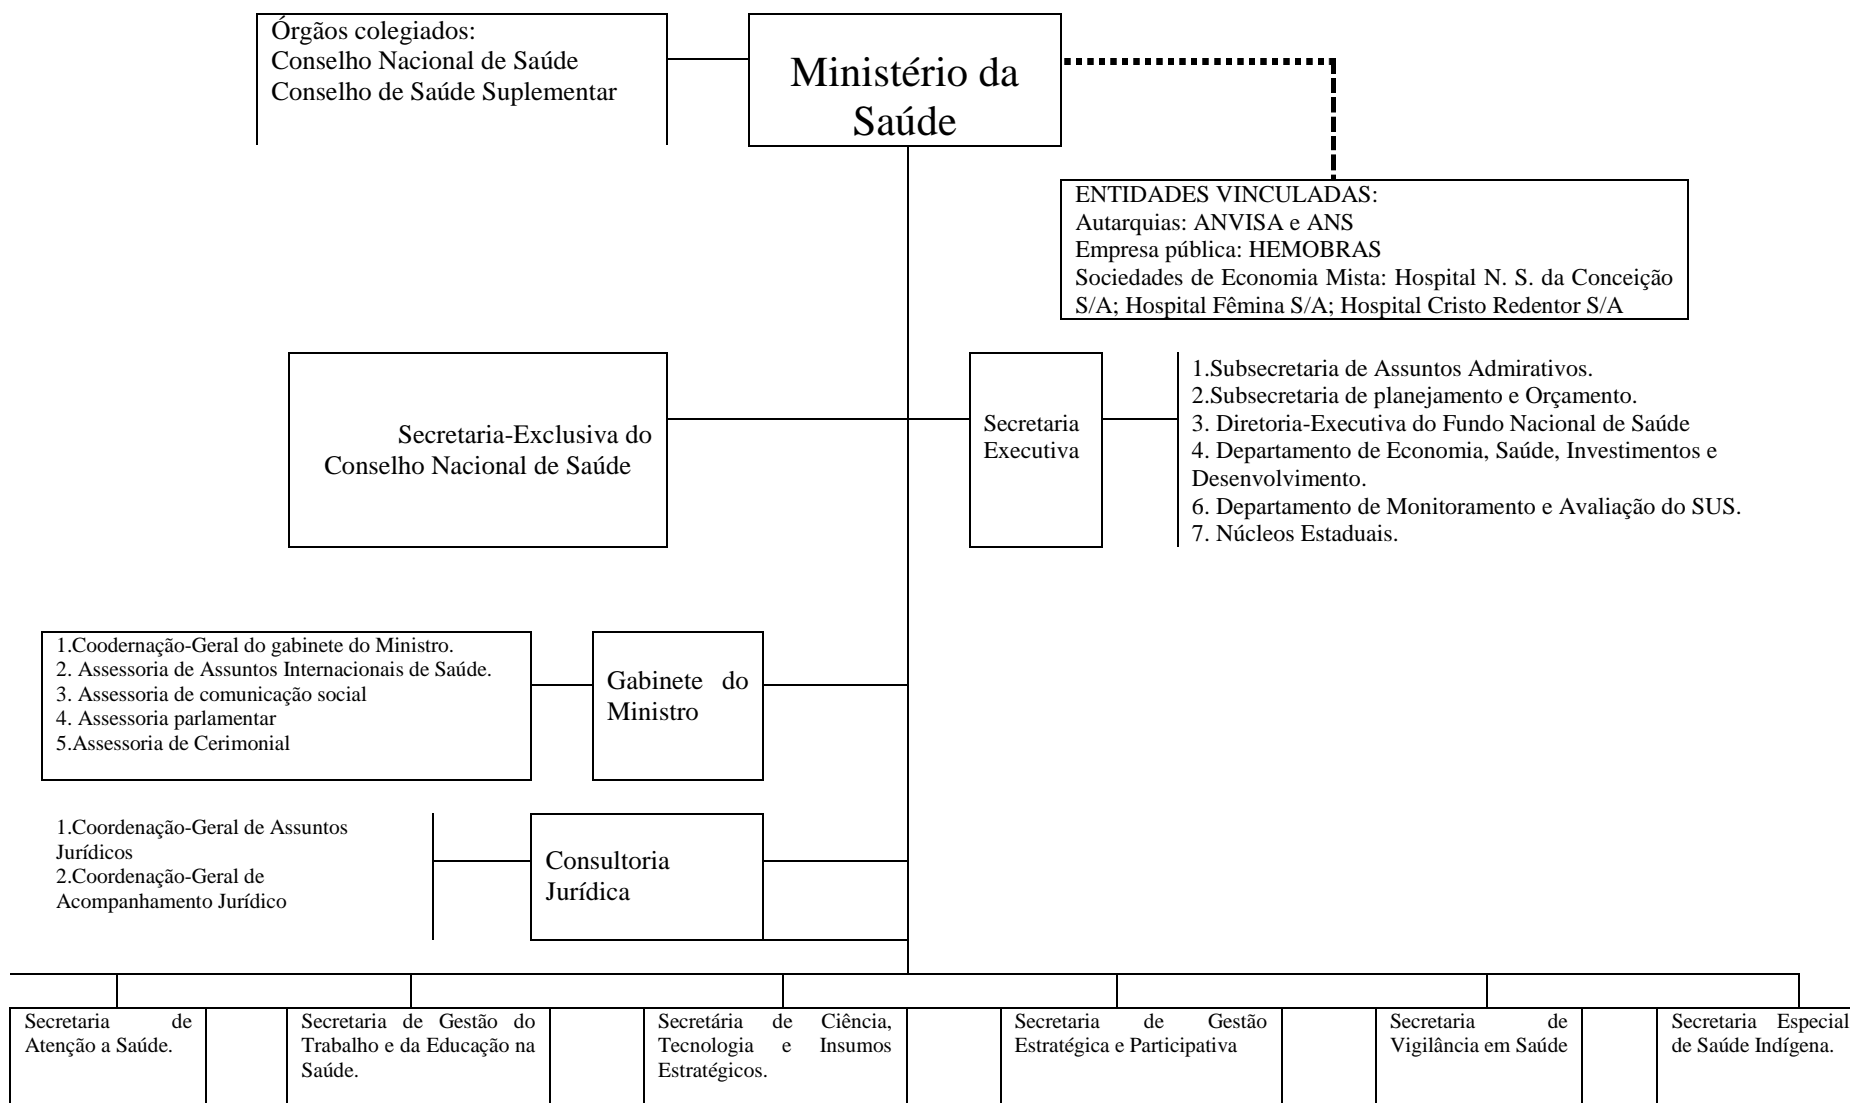 Órgãos colegiados:
Conselho Nacional de Saúde
Conselho de Saúde Suplementar
Ministério da
Saúde
ENTIDADES VINCULADAS:
Autarquias: ANVISA e ANS
Empresa pública: HEMOBRAS
Sociedades de Economia Mista: Hospital N. S. da Conceição
S/A; Hospital Fêmina S/A; Hospital Cristo Redentor S/A
Secretaria-Exclusiva do
Conselho Nacional de Saúde
Secretaria
Executiva
1.Subsecretaria de Assuntos Admirativos.
2.Subsecretaria de planejamento e Orçamento.
3. Diretoria-Executiva do Fundo Nacional de Saúde
4. Departamento de Economia, Saúde, Investimentos e
Desenvolvimento.
6. Departamento de Monitoramento e Avaliação do SUS.
7. Núcleos Estaduais.
1.Coodernação-Geral do gabinete do Ministro.
2. Assessoria de Assuntos Internacionais de Saúde.
3. Assessoria de comunicação social
4. Assessoria parlamentar
5.Assessoria de Cerimonial
Gabinete do
Ministro
1.Coordenação-Geral de Assuntos
Jurídicos
2.Coordenação-Geral de
Acompanhamento Jurídico
Consultoria
Jurídica
Secretaria de
Atenção a Saúde.
Secretaria de Gestão do
Trabalho e da Educação na
Saúde.
Secretária de Ciência,
Tecnologia e Insumos
Estratégicos.
Secretaria de Gestão
Estratégica e Participativa
Secretaria de
Vigilância em Saúde
Secretaria Especial
de Saúde Indígena.